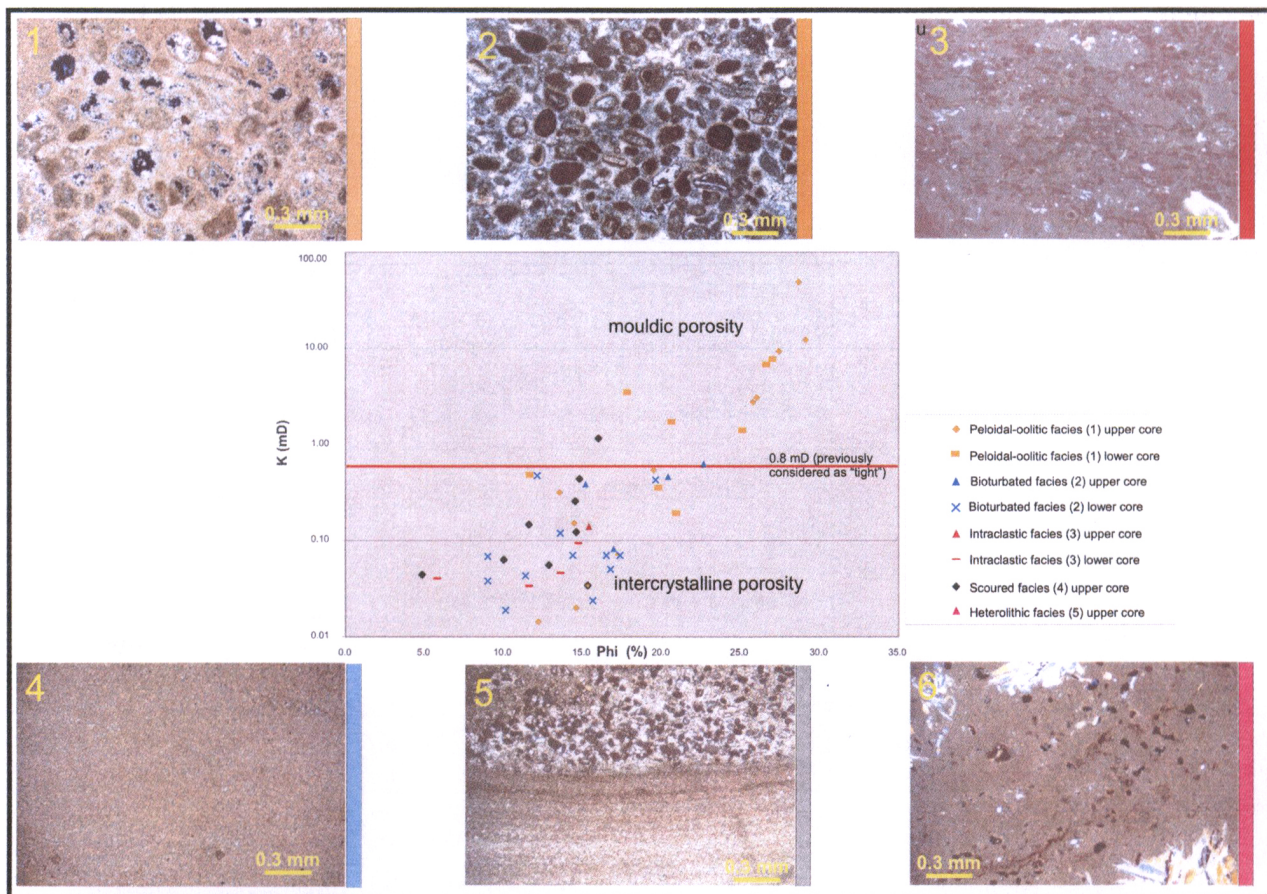 1
2
3
u
0.3 mm
0.3 mm
0.3 mm
100.00
10.00
1.00
0.10
0.01
K (mD)
mouldic porosity
0.8 mD (previously
considered as "tight")
intercrystalline porosity
0.0
5.0
10.0
15.0
20.0
25.0
30.0
35.0
Phi (%)
Peloidal-oolitic facies (1) upper core
Peloidal-oolitic facies (1) lower core
Bioturbated facies (2) upper core
Bioturbated facies (2) lower core
Intraclastic facies (3) upper core
Intraclastic facies (3) lower core
Scoured facies (4) upper core
Heterolithic facies (5) upper core
4
5
6
0.3 mm
0.3 mm
0.3 mm